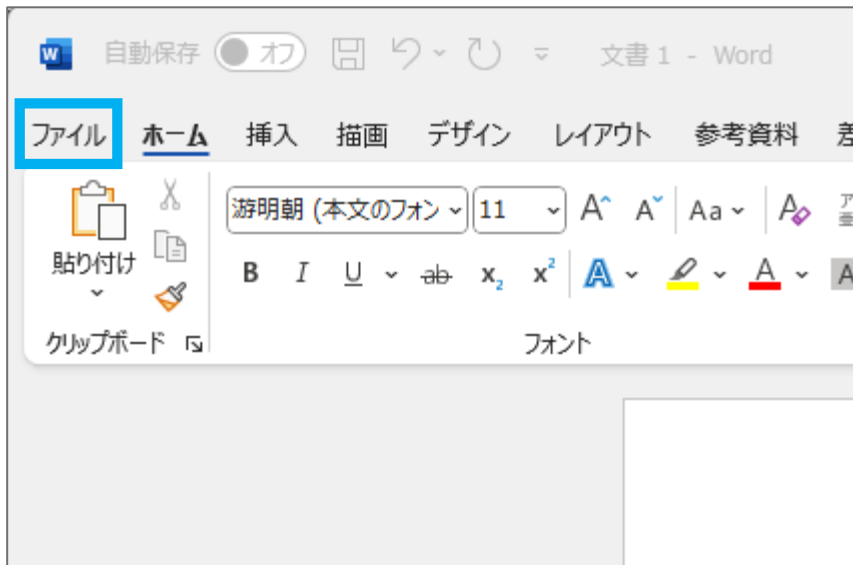 自動保存 オフ 文書 1 - Word
ファイル ホーム 挿入 描画 デザイン レイアウト 参考資料 差
游明朝 (本文のフォン 11 A A Aa A ア亜
貼り付け B I U ab x₂ x² A A A
クリップボード フォント